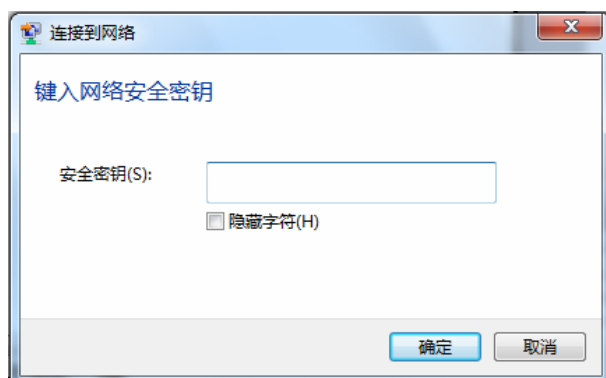 连接到网络
键入网络安全密钥
安全密钥(S):
隐藏字符(H)
确定
取消